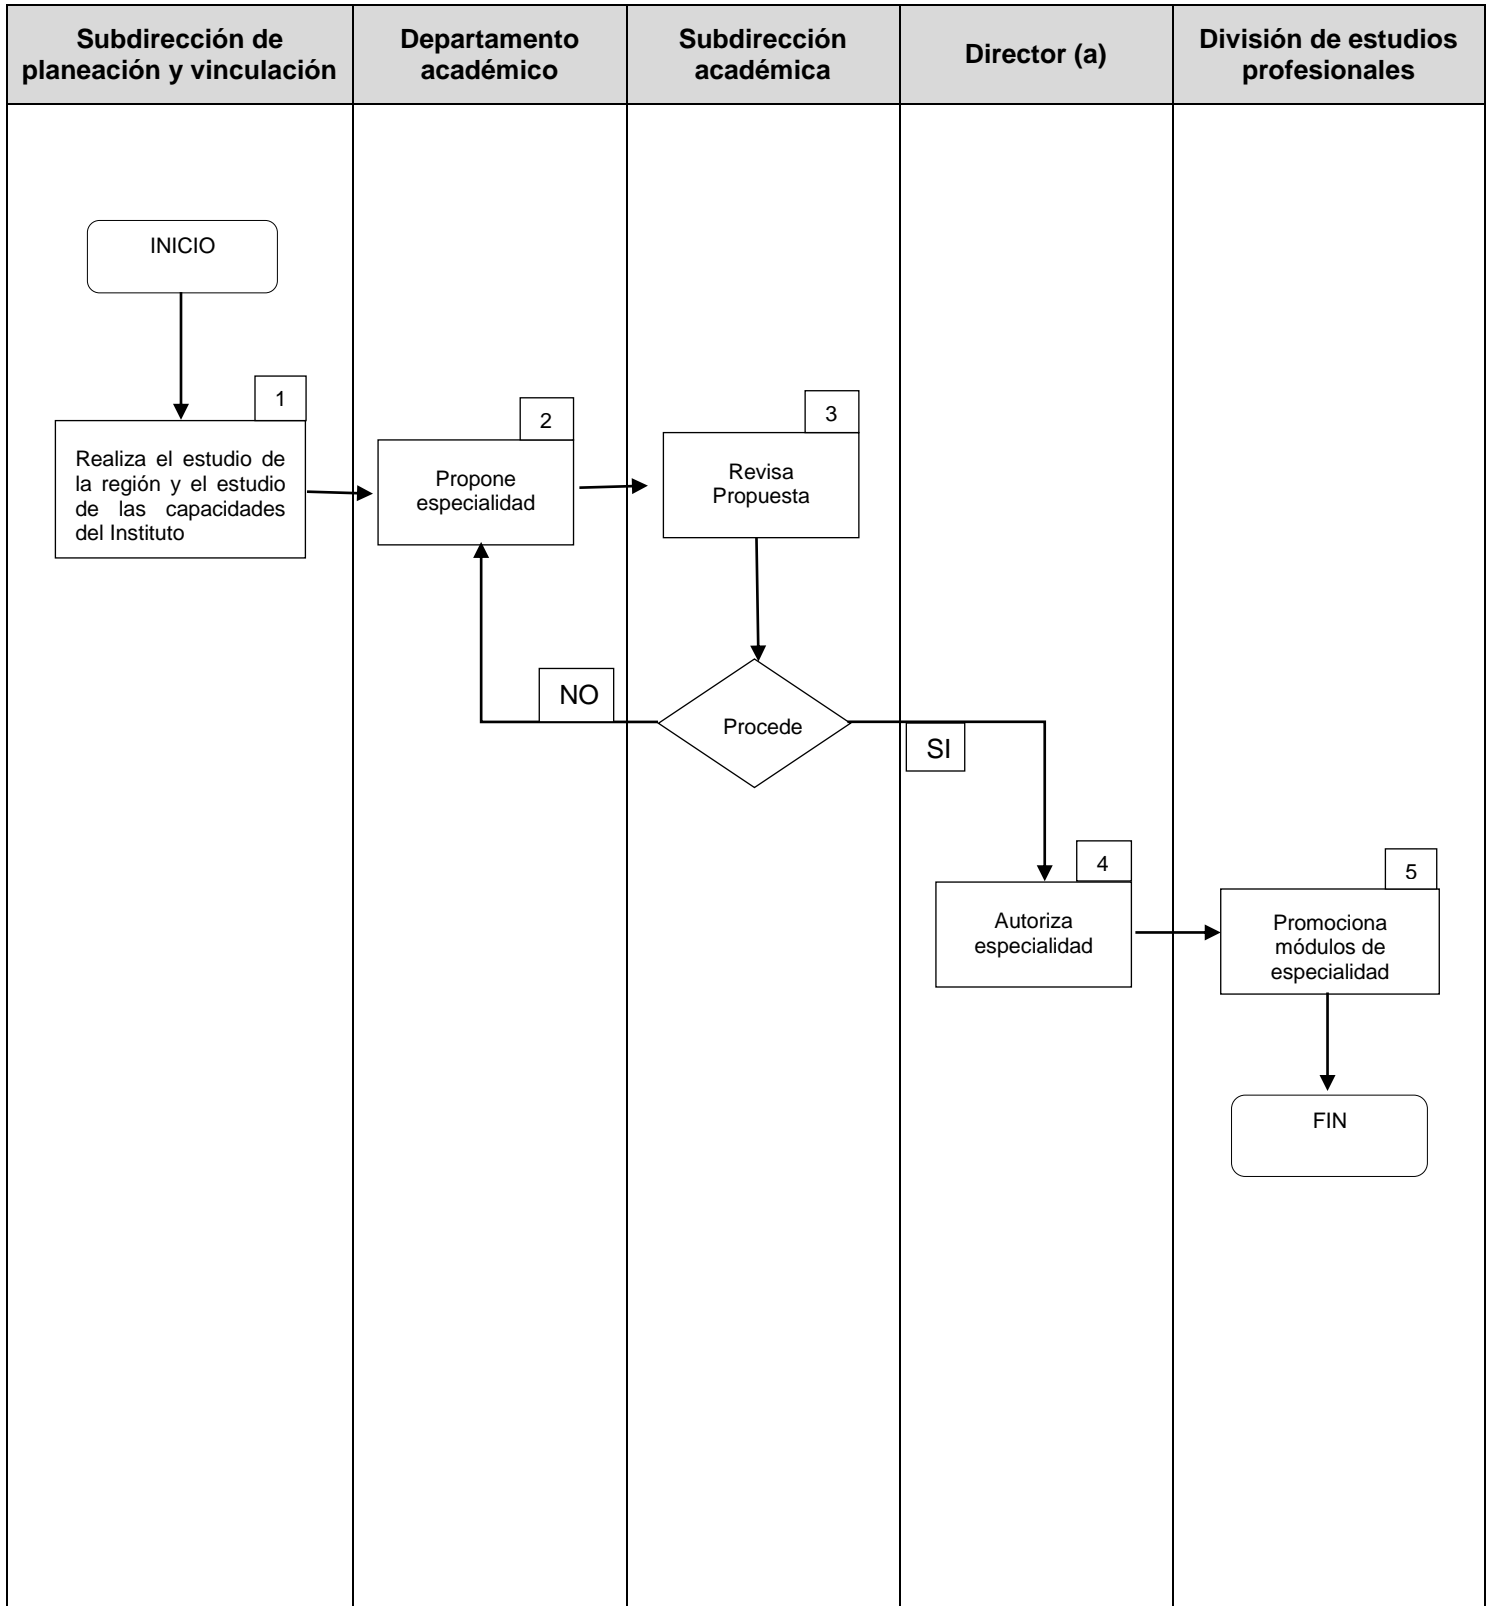 Subdirección de
planeación y vinculación
Departamento
académico
Subdirección
académica
Director (a)
División de estudios
profesionales
INICIO
1
Realiza el estudio de
la región y el estudio
de las capacidades
del Instituto
2
Propone
especialidad
3
Revisa
Propuesta
NO
Procede
SI
4
Autoriza
especialidad
5
Promociona
módulos de
especialidad
FIN